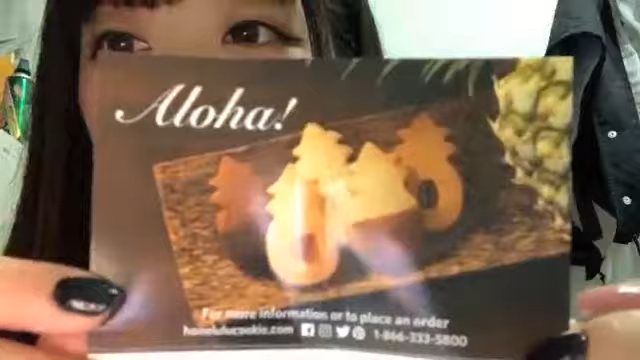 Aloha!
For more information or to place an order
honolulucookie.com 1-866-333-5800